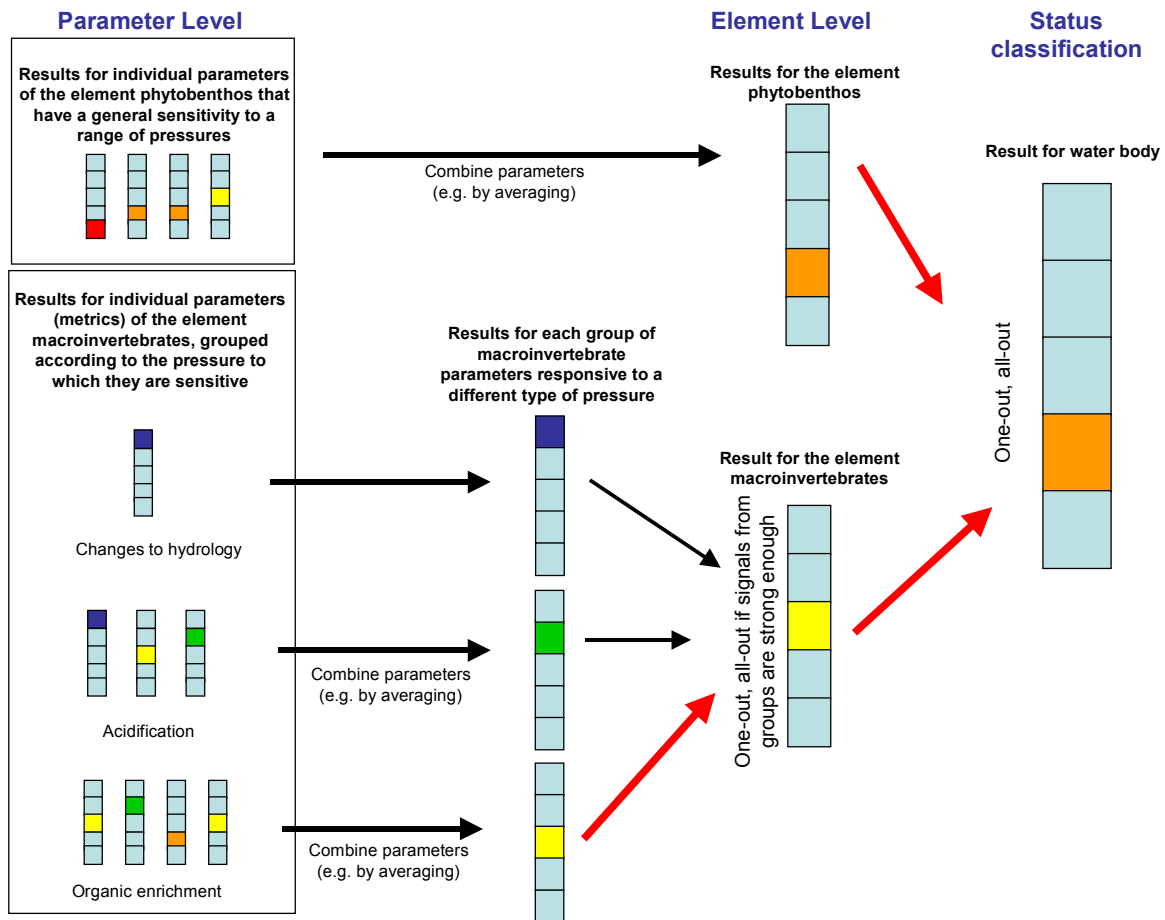 Parameter Level
Element Level
Status
classification
Results for individual parameters
of the element phytobenthos that
have a general sensitivity to a
range of pressures
Combine parameters
(e.g. by averaging)
Results for the element
phytobenthos
Result for water body
One-out, all-out
Results for individual parameters
(metrics) of the element
macroinvertebrates, grouped
according to the pressure to
which they are sensitive
Changes to hydrology
Acidification
Organic enrichment
Combine parameters
(e.g. by averaging)
Combine parameters
(e.g. by averaging)
Results for each group of
macroinvertebrate
parameters responsive to a
different type of pressure
Result for the element
macroinvertebrates
One-out, all-out if signals from
groups are strong enough